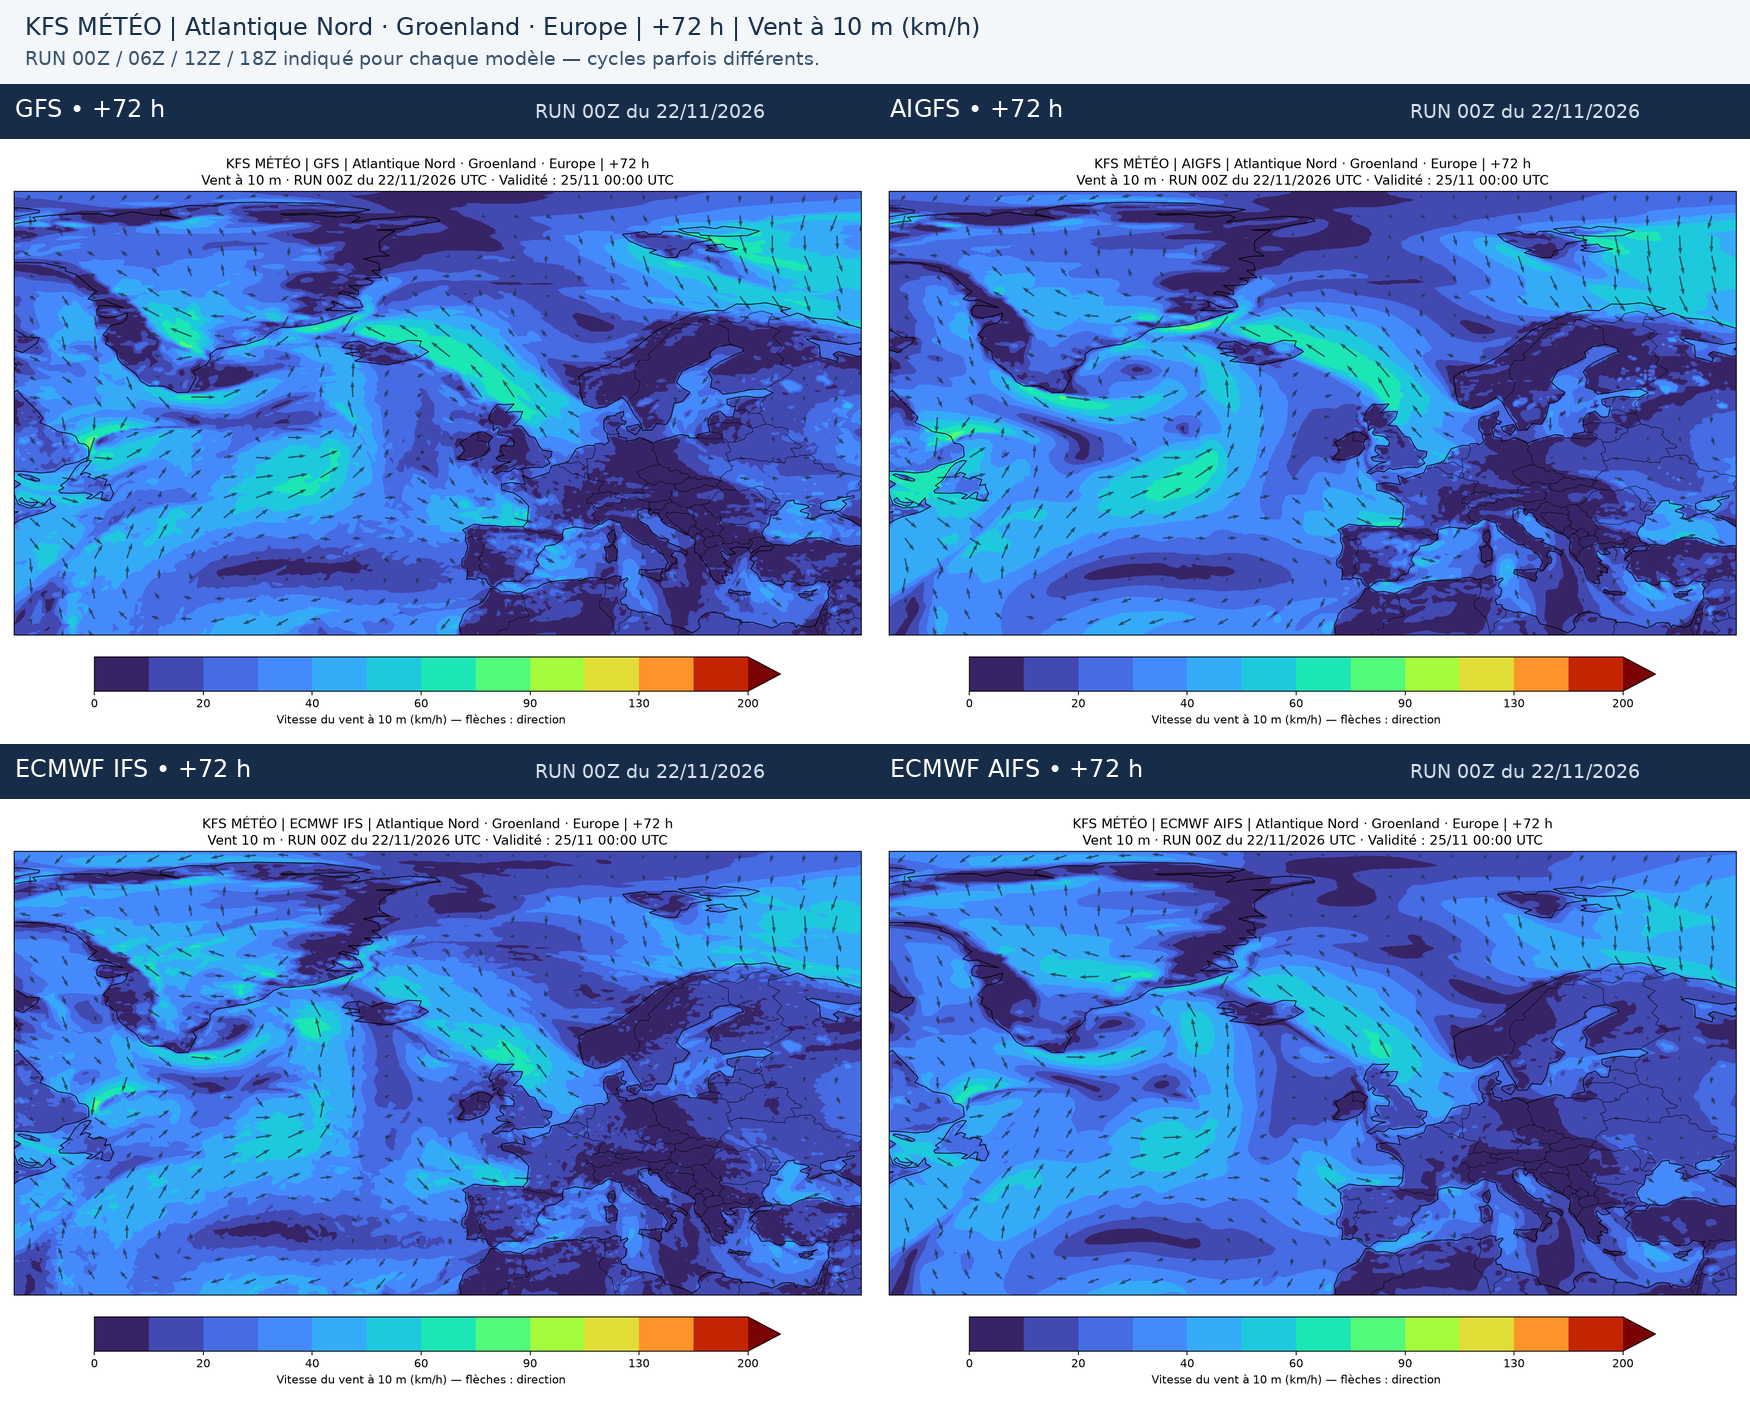 KFS MÉTÉO | Atlantique Nord · Groenland · Europe | +72 h | Vent à 10 m (km/h)
RUN 00Z / 06Z / 12Z / 18Z indiqué pour chaque modèle — cycles parfois différents.
GFS • +72 h
RUN 00Z du 22/11/2026
KFS MÉTÉO | GFS | Atlantique Nord · Groenland · Europe | +72 h
Vent à 10 m · RUN 00Z du 22/11/2026 UTC · Validité : 25/11 00:00 UTC
0 20 40 60 90 130 200
Vitesse du vent à 10 m (km/h) — flèches : direction
AIGFS • +72 h
RUN 00Z du 22/11/2026
KFS MÉTÉO | AIGFS | Atlantique Nord · Groenland · Europe | +72 h
Vent à 10 m · RUN 00Z du 22/11/2026 UTC · Validité : 25/11 00:00 UTC
0 20 40 60 90 130 200
Vitesse du vent à 10 m (km/h) — flèches : direction
ECMWF IFS • +72 h
RUN 00Z du 22/11/2026
KFS MÉTÉO | ECMWF IFS | Atlantique Nord · Groenland · Europe | +72 h
Vent 10 m · RUN 00Z du 22/11/2026 UTC · Validité : 25/11 00:00 UTC
0 20 40 60 90 130 200
Vitesse du vent à 10 m (km/h) — flèches : direction
ECMWF AIFS • +72 h
RUN 00Z du 22/11/2026
KFS MÉTÉO | ECMWF AIFS | Atlantique Nord · Groenland · Europe | +72 h
Vent 10 m · RUN 00Z du 22/11/2026 UTC · Validité : 25/11 00:00 UTC
0 20 40 60 90 130 200
Vitesse du vent à 10 m (km/h) — flèches : direction